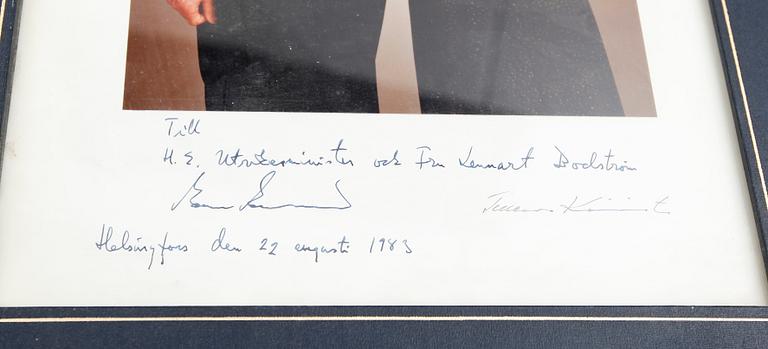 Till
H. E. Utrikesminister och Fru Lennart Bodström
Helsingfors den 22 augusti 1983